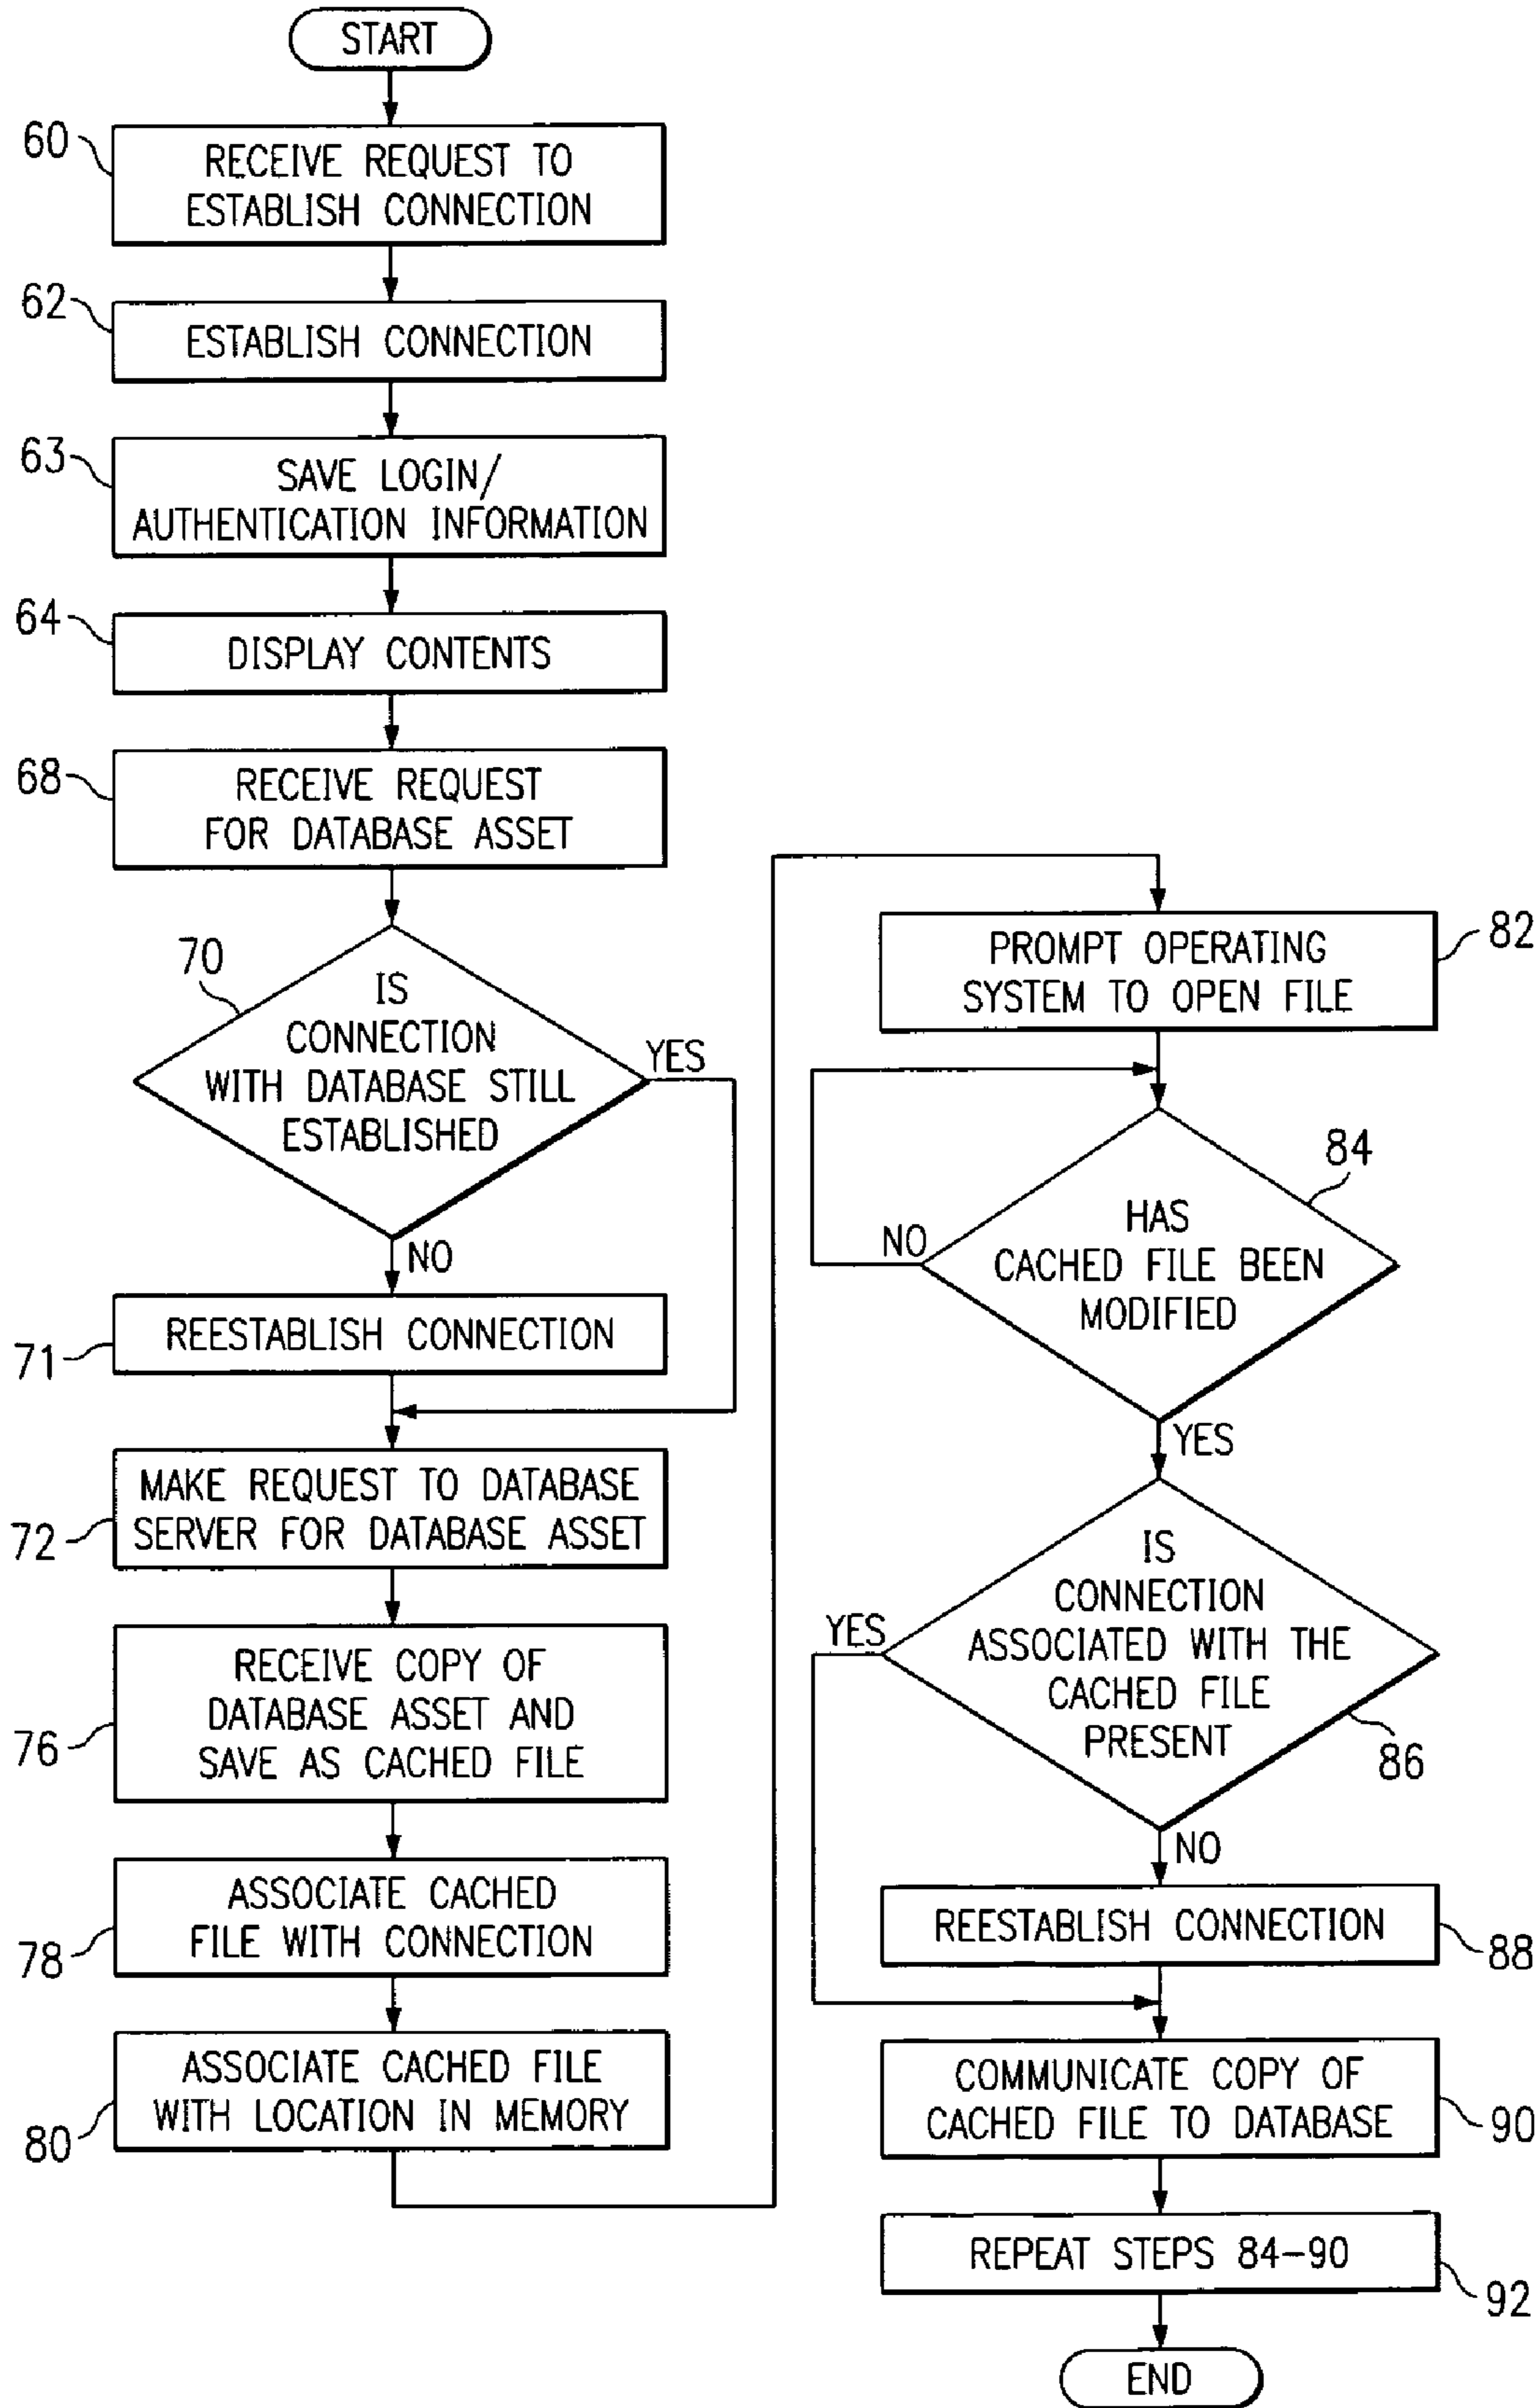 START
60
RECEIVE REQUEST TO
ESTABLISH CONNECTION
62
ESTABLISH CONNECTION
63
SAVE LOGIN/
AUTHENTICATION INFORMATION
64
DISPLAY CONTENTS
68
RECEIVE REQUEST
FOR DATABASE ASSET
70
IS
CONNECTION
WITH DATABASE STILL
ESTABLISHED
YES
NO
REESTABLISH CONNECTION
71
MAKE REQUEST TO DATABASE
SERVER FOR DATABASE ASSET
72
RECEIVE COPY OF
DATABASE ASSET AND
SAVE AS CACHED FILE
76
ASSOCIATE CACHED
FILE WITH CONNECTION
78
ASSOCIATE CACHED FILE
WITH LOCATION IN MEMORY
80
PROMPT OPERATING
SYSTEM TO OPEN FILE
82
84
HAS
CACHED FILE BEEN
MODIFIED
NO
YES
IS
CONNECTION
ASSOCIATED WITH THE
CACHED FILE
PRESENT
YES
86
NO
REESTABLISH CONNECTION
88
COMMUNICATE COPY OF
CACHED FILE TO DATABASE
90
REPEAT STEPS 84-90
92
END